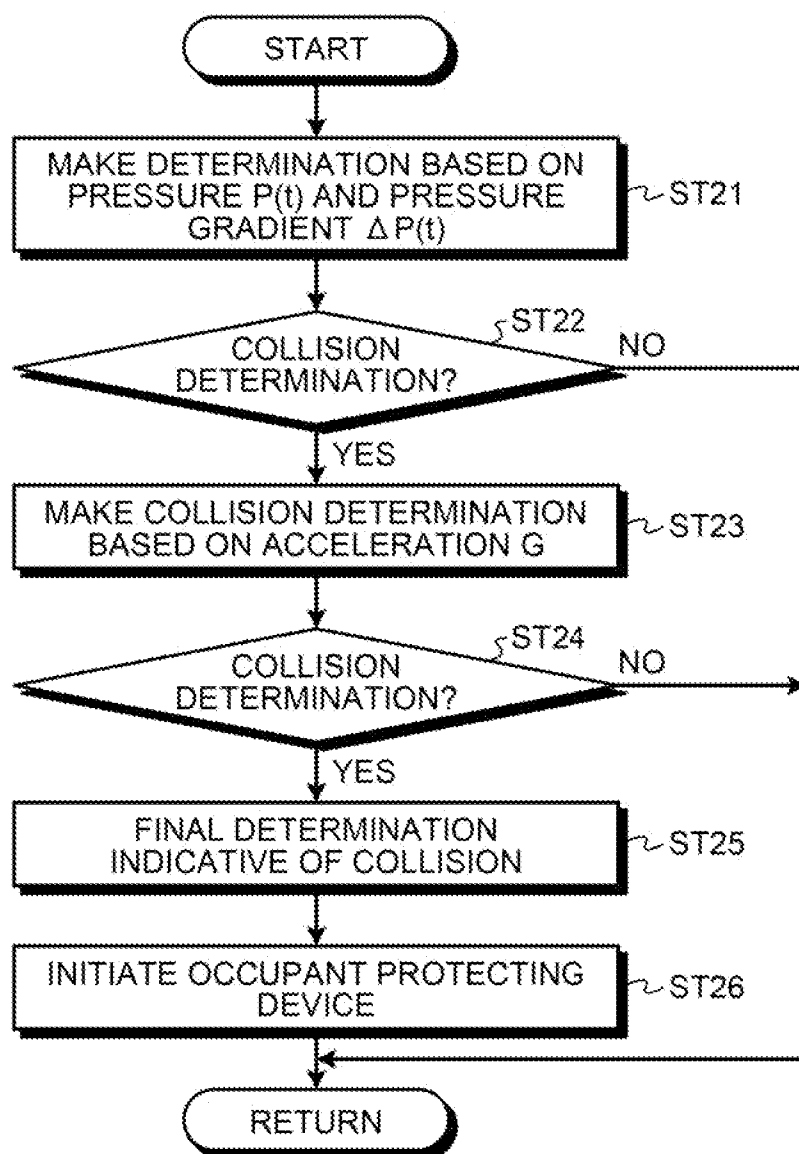 START
MAKE DETERMINATION BASED ON
PRESSURE P(t) AND PRESSURE
GRADIENT Δ P(t)
ST21
ST22
COLLISION
DETERMINATION?
NO
YES
MAKE COLLISION DETERMINATION
BASED ON ACCELERATION G
ST23
ST24
COLLISION
DETERMINATION?
NO
YES
FINAL DETERMINATION
INDICATIVE OF COLLISION
ST25
INITIATE OCCUPANT PROTECTING
DEVICE
ST26
RETURN